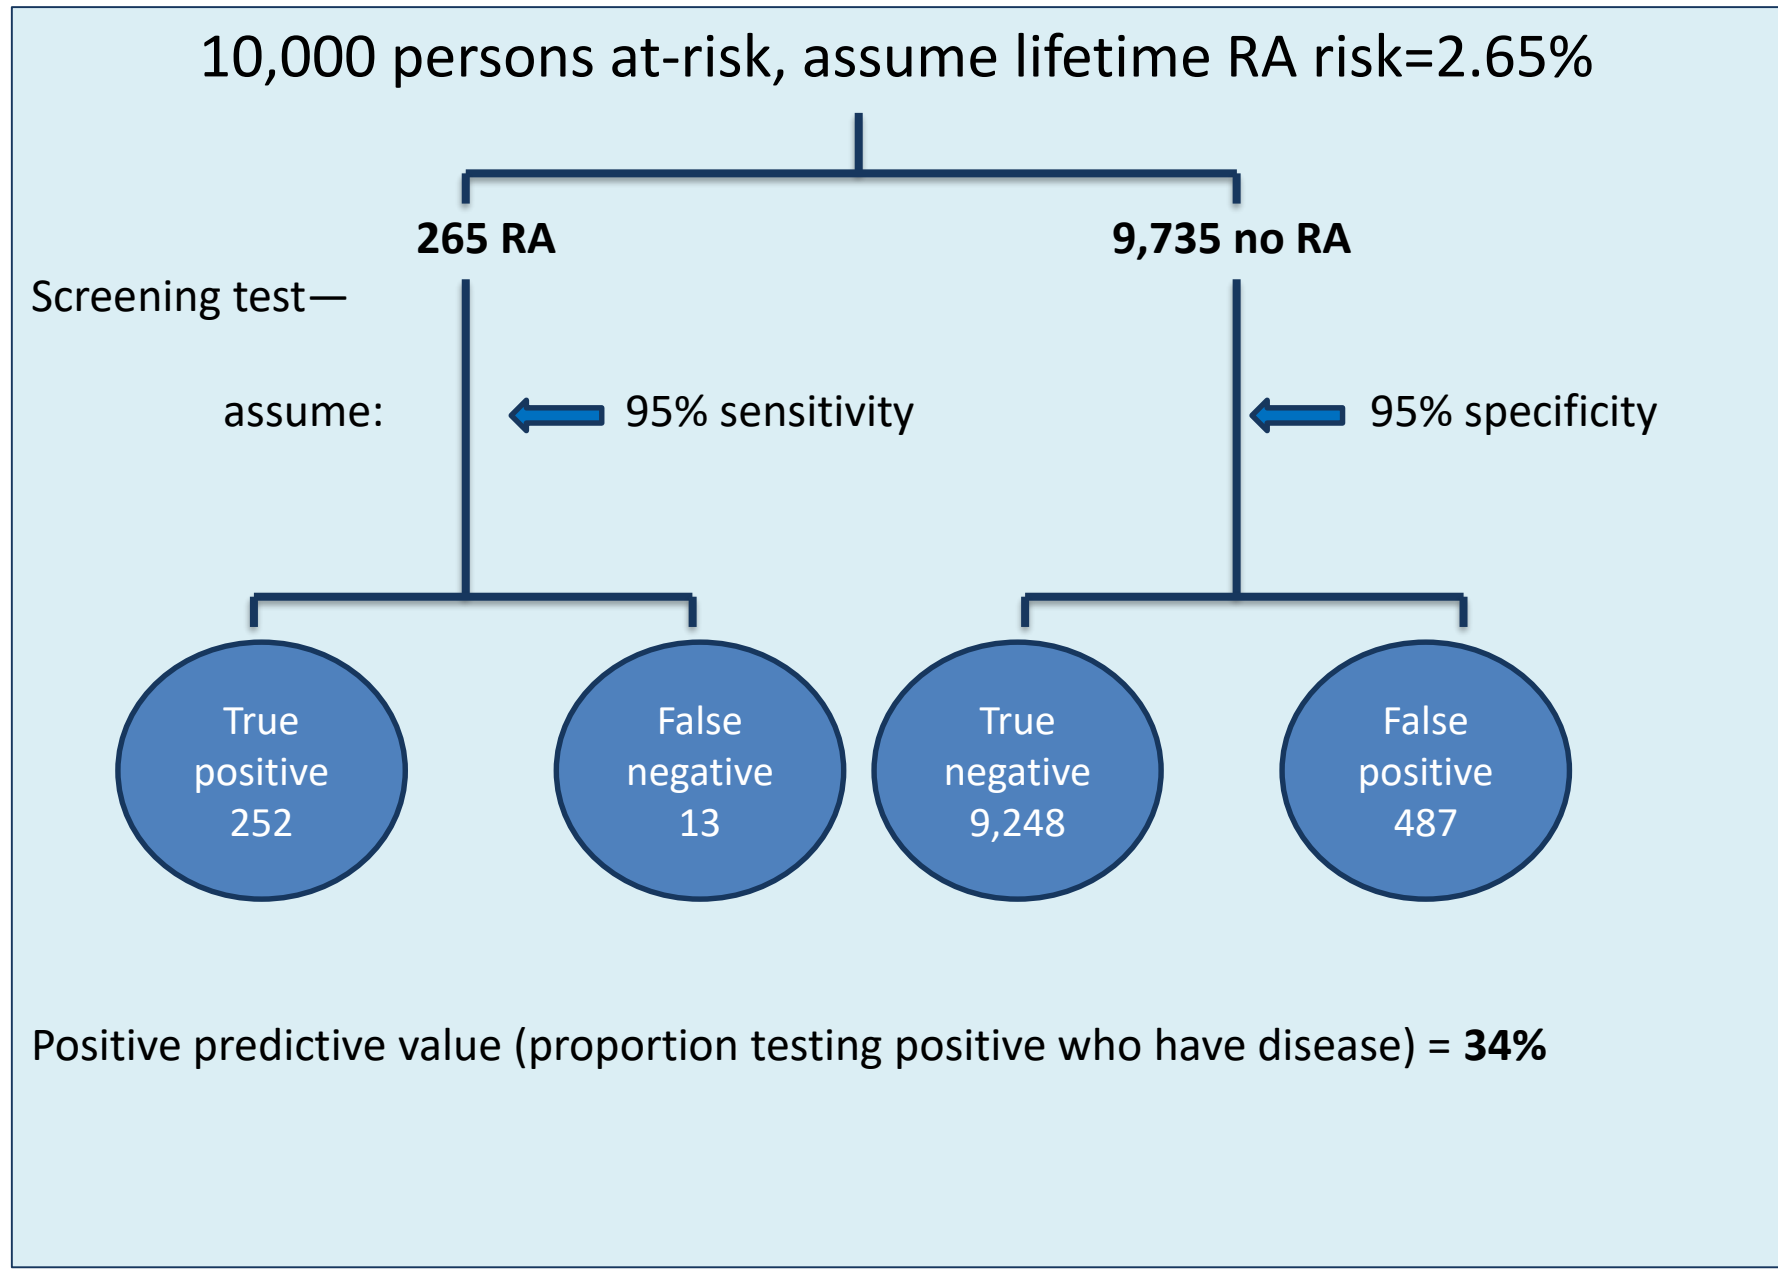 10,000 persons at-risk, assume lifetime RA risk=2.65%
265 RA
9,735 no RA
Screening test—
assume:
95% sensitivity
95% specificity
True
positive
252
False
negative
13
True
negative
9,248
False
positive
487
Positive predictive value (proportion testing positive who have disease) = 34%